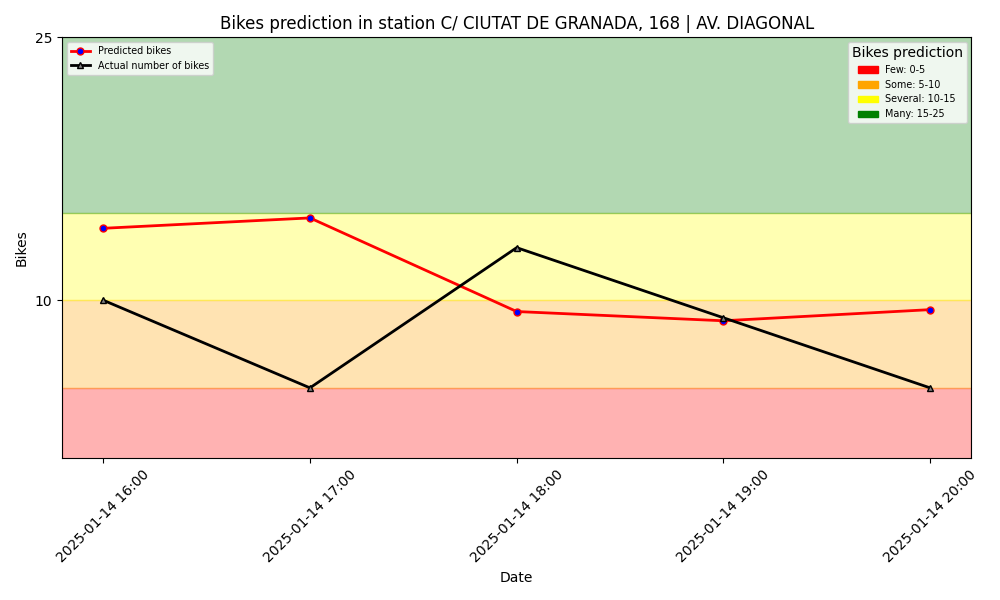 Bikes prediction in station C/ CIUTAT DE GRANADA, 168 | AV. DIAGONAL
25
Predicted bikes
Actual number of bikes
Bikes prediction
Few: 0-5
Some: 5-10
Several: 10-15
Many: 15-25
Bikes
10
2025-01-14 16:00
2025-01-14 17:00
2025-01-14 18:00
2025-01-14 19:00
2025-01-14 20:00
Date